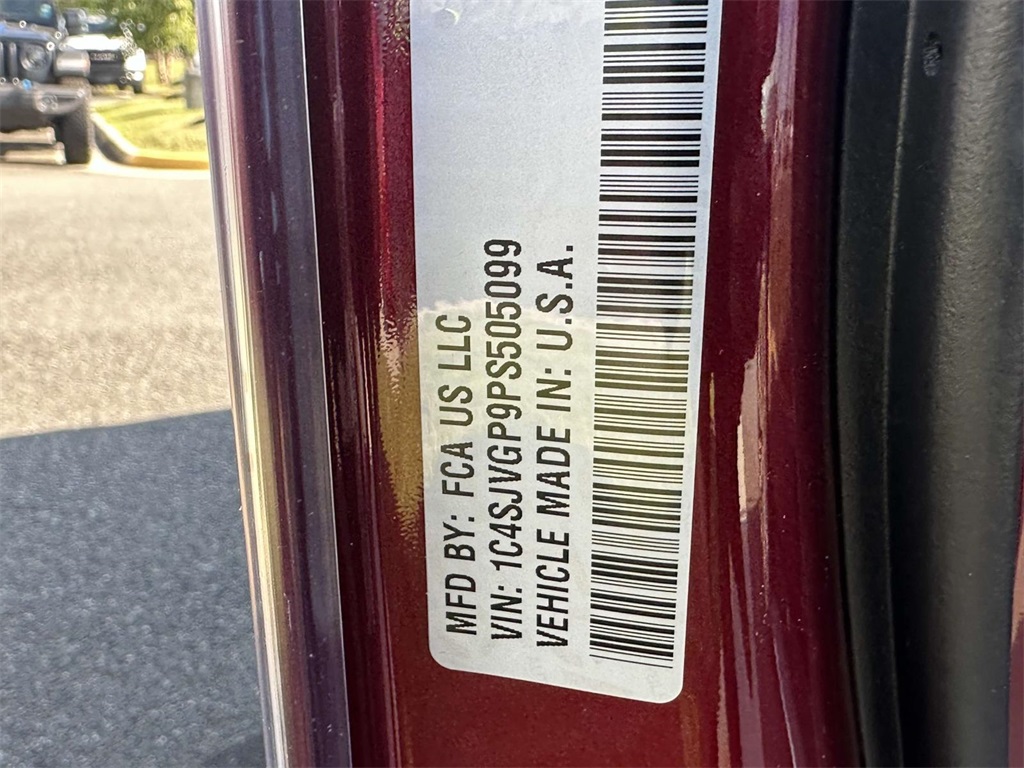 MFD BY: FCA US LLC
VIN: 1C4SJVGP9PS505099
VEHICLE MADE IN: U.S.A.